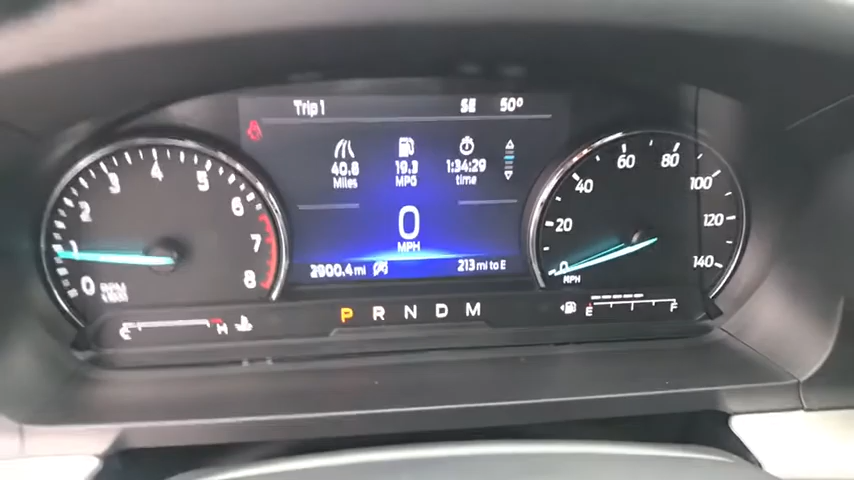 Trip 1 SE 50°
40.8 19.3 1:34:29
Miles MPG time
0
MPH
2900.4 mi 213 mi to E
0 1 2 3 4 5 6 7 8
RPM
0 20 40 60 80 100 120 140
MPH
C H
P R N D M
E F